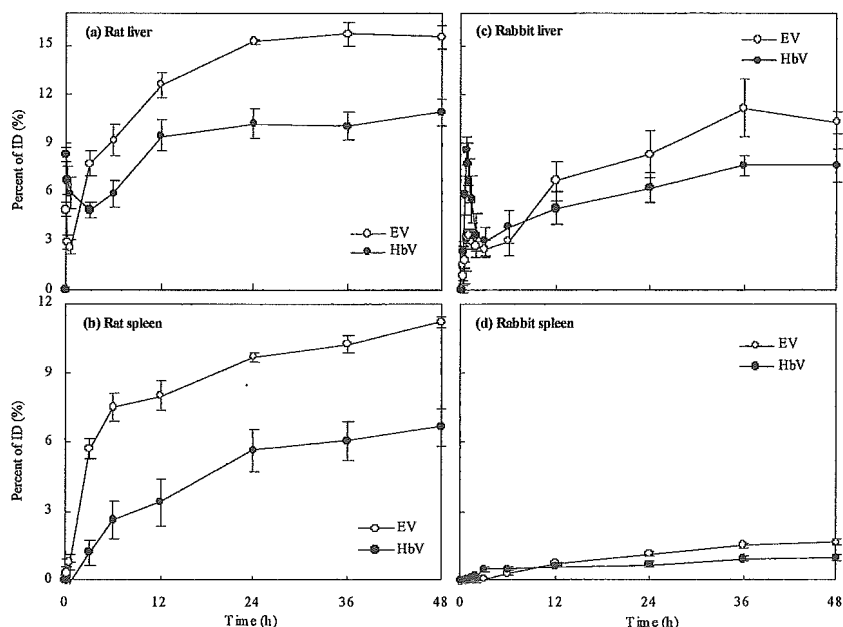 (a) Rat liver
EV
HbV
Percent of ID (%)
15
12
9
6
3
0
(c) Rabbit liver
EV
HbV
(b) Rat spleen
EV
HbV
Percent of ID (%)
12
9
6
3
0
0
12
24
36
48
Time (h)
(d) Rabbit spleen
EV
HbV
0
12
24
36
48
Time (h)